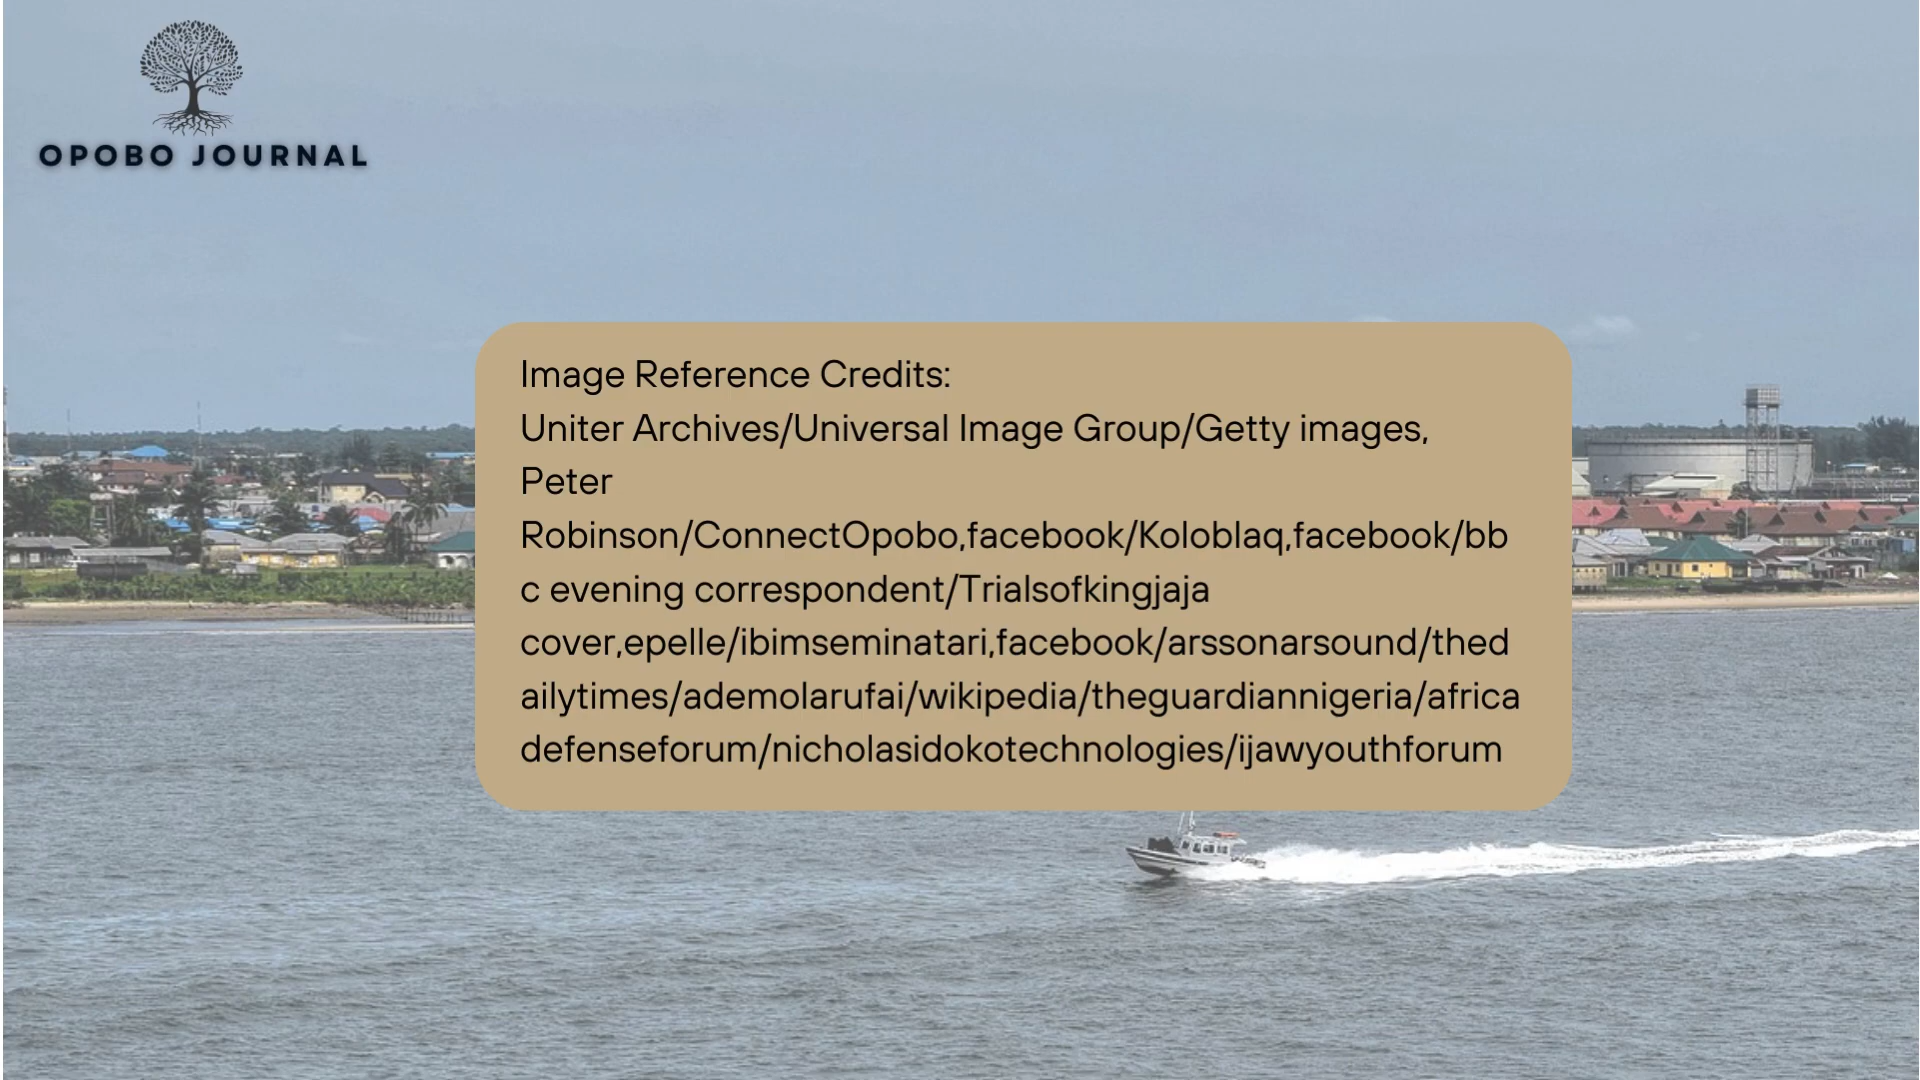 OPOBO JOURNAL
Image Reference Credits:
Uniter Archives/Universal Image Group/Getty images,
Peter
Robinson/ConnectOpobo,facebook/Koloblaq,facebook/bb
c evening correspondent/Trialsofkingjaja
cover,epelle/ibimseminatari,facebook/arssonarsound/thed
ailytimes/ademolarufai/wikipedia/theguardiannigeria/africa
defenseforum/nicholasidokotechnologies/ijawyouthforum